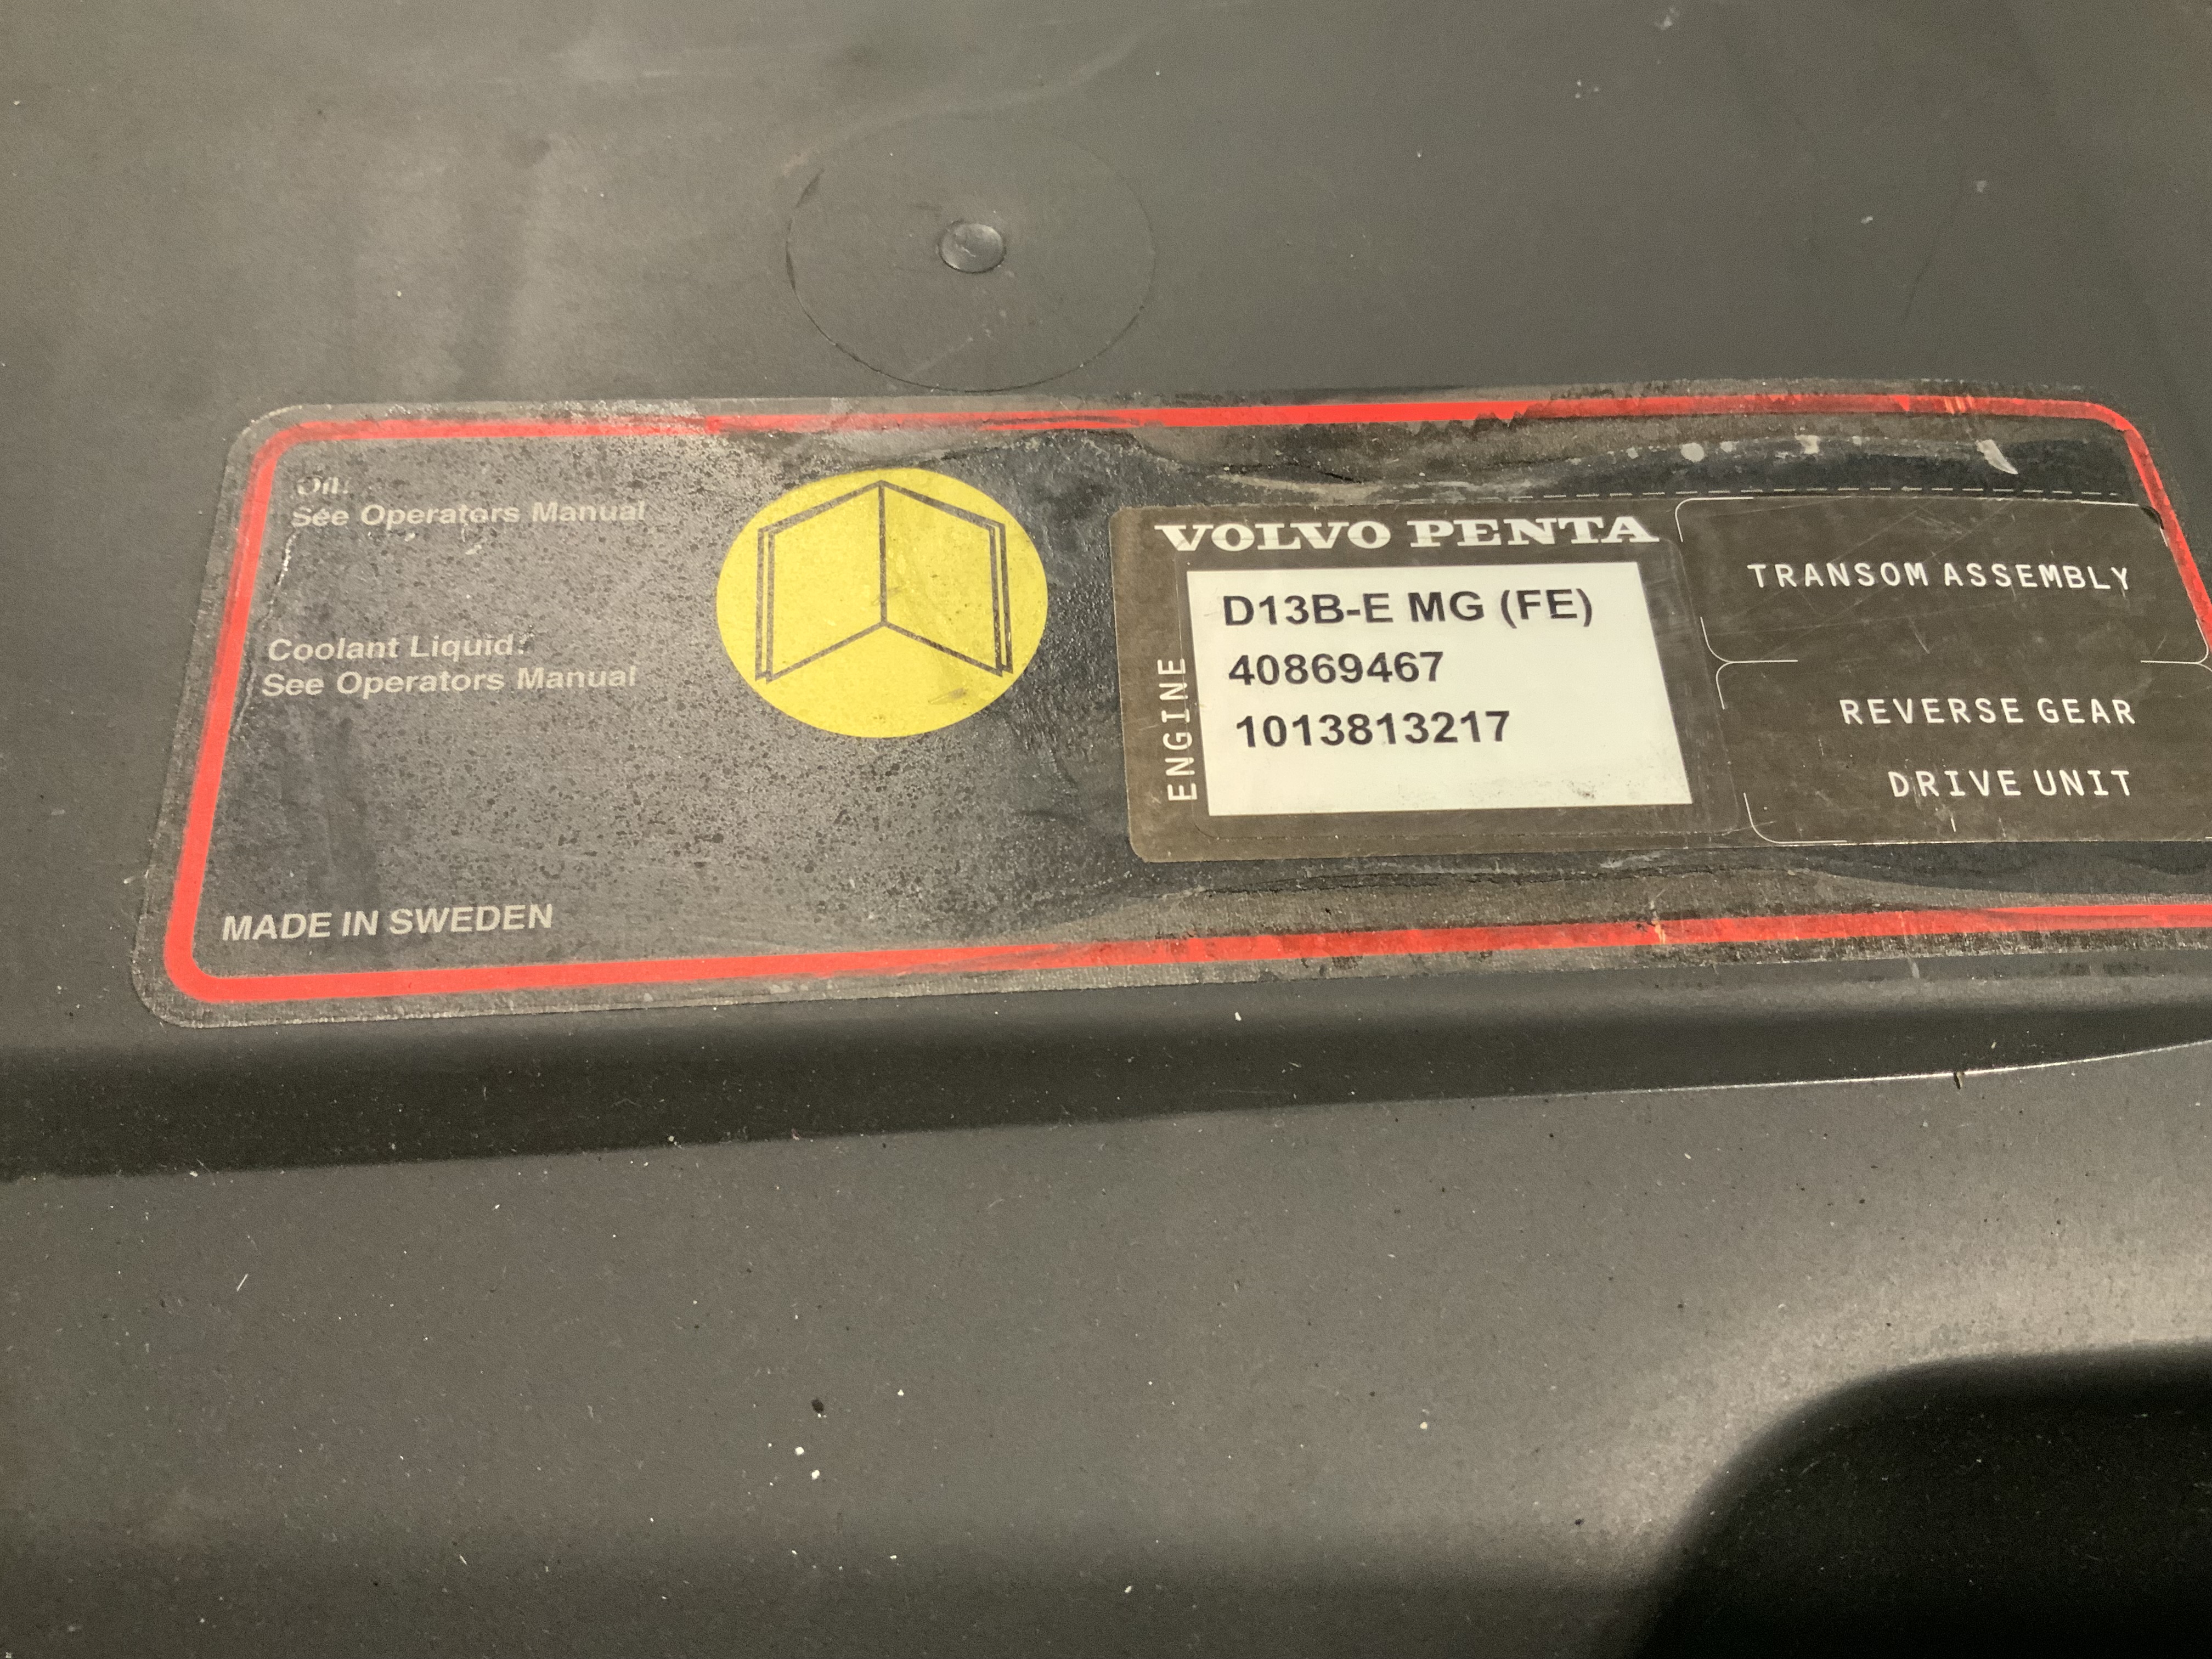 Oil:
See Operators Manual
Coolant Liquid:
See Operators Manual
MADE IN SWEDEN
VOLVO PENTA
ENGINE
D13B-E MG (FE)
40869467
1013813217
TRANSOM ASSEMBLY
REVERSE GEAR
DRIVE UNIT